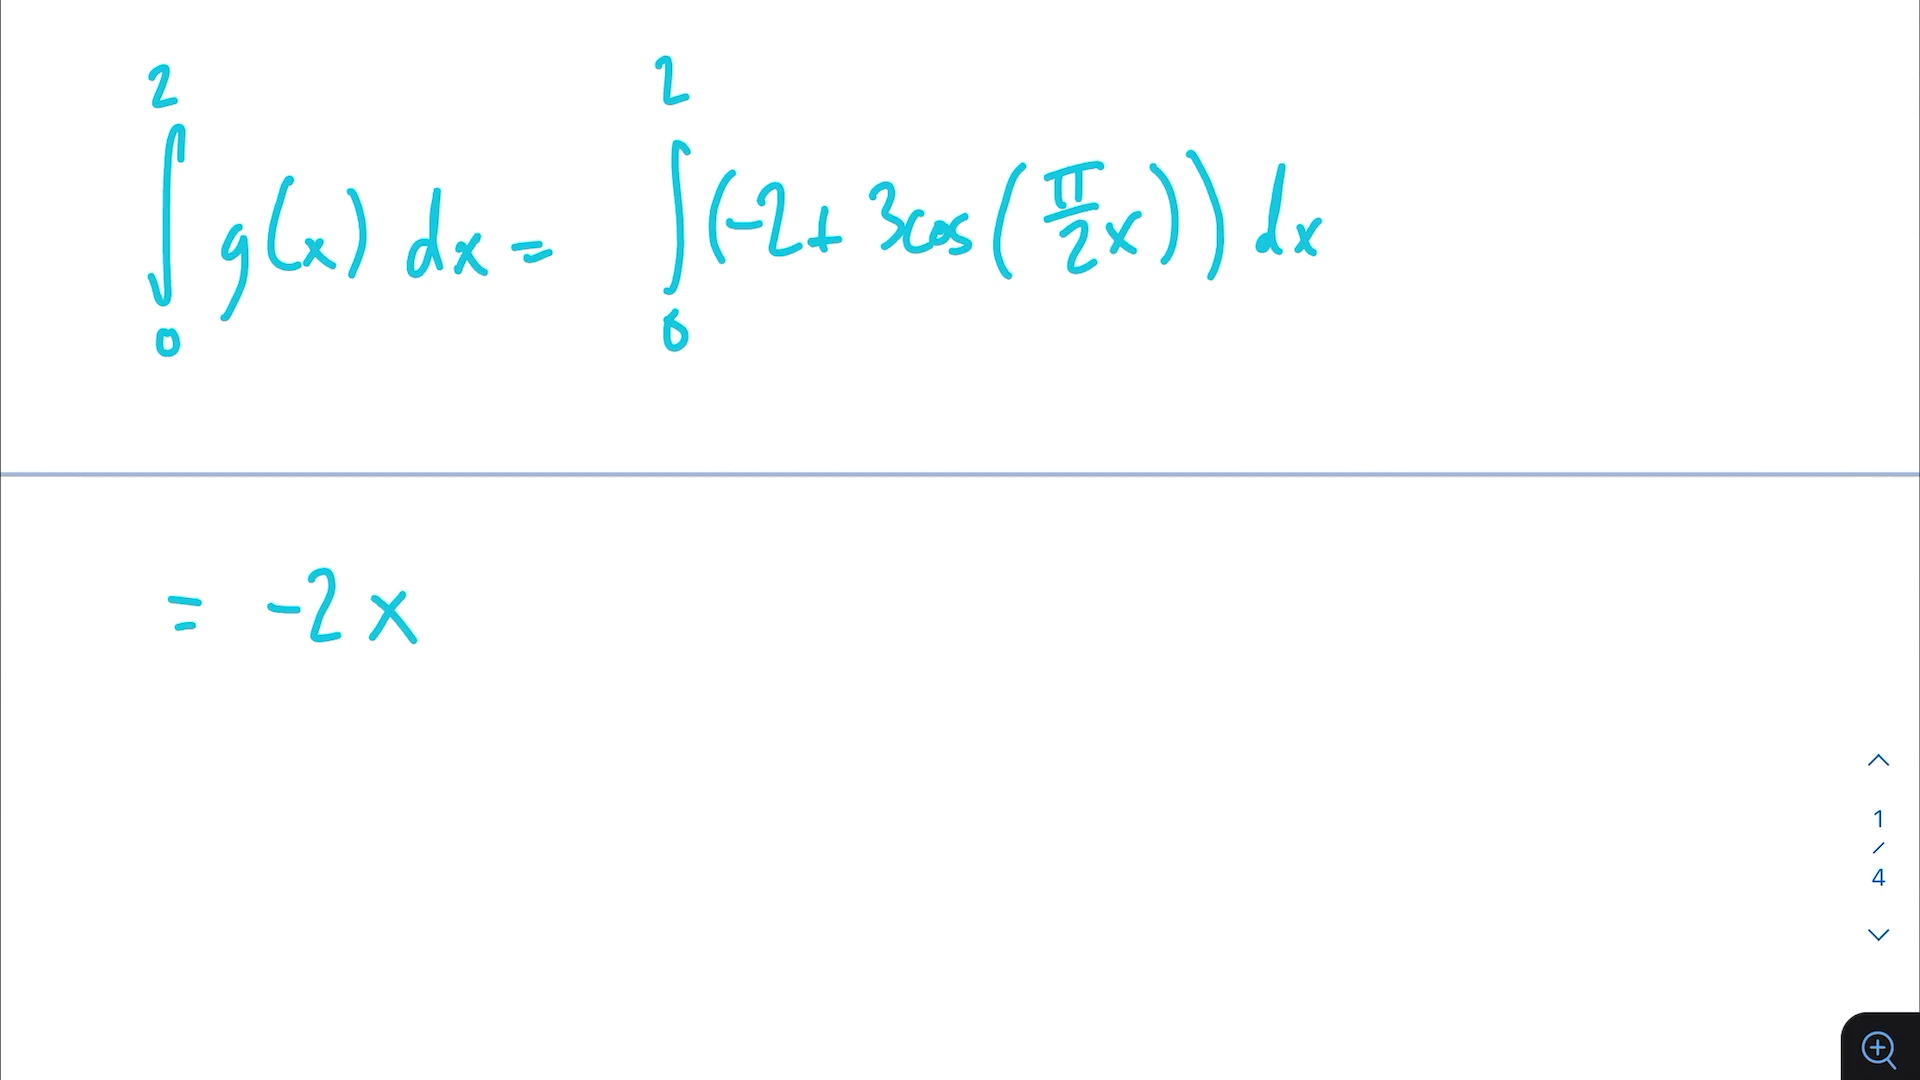 ∫₀² g(x) dx = ∫₀² (-2 + 3cos(π/2 x)) dx
= -2x
1
/
4